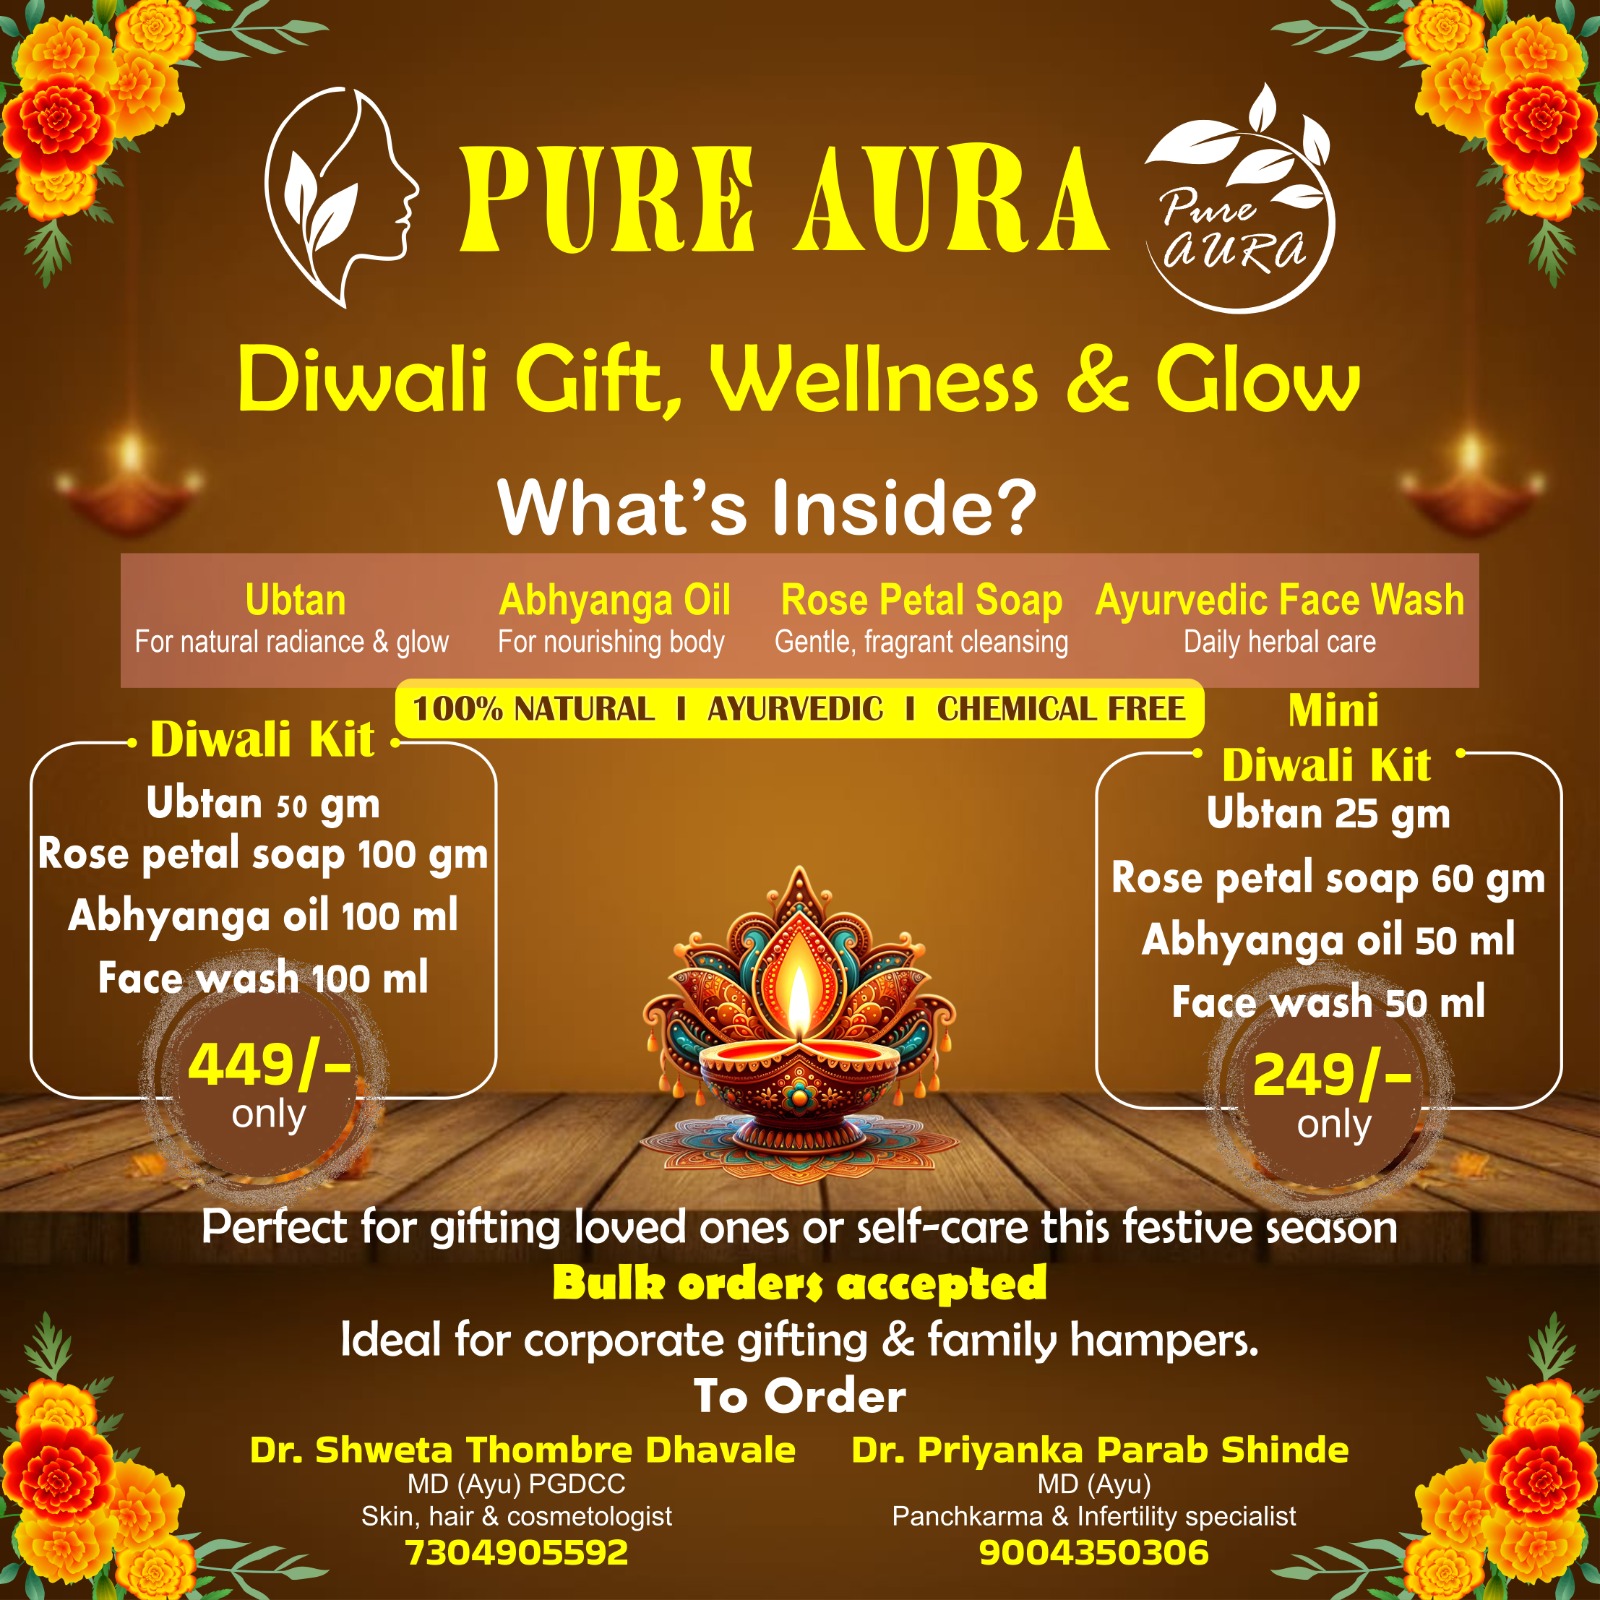 PURE AURA
Pure
AURA
Diwali Gift, Wellness & Glow
What's Inside?
Ubtan
For natural radiance & glow
Abhyanga Oil
For nourishing body
Rose Petal Soap
Gentle, fragrant cleansing
Ayurvedic Face Wash
Daily herbal care
100% NATURAL I AYURVEDIC I CHEMICAL FREE
Diwali Kit
Ubtan 50 gm
Rose petal soap 100 gm
Abhyanga oil 100 ml
Face wash 100 ml
449/-
only
Mini
Diwali Kit
Ubtan 25 gm
Rose petal soap 60 gm
Abhyanga oil 50 ml
Face wash 50 ml
249/-
only
Perfect for gifting loved ones or self-care this festive season
Bulk orders accepted
Ideal for corporate gifting & family hampers.
To Order
Dr. Shweta Thombre Dhavale
MD (Ayu) PGDCC
Skin, hair & cosmetologist
7304905592
Dr. Priyanka Parab Shinde
MD (Ayu)
Panchkarma & Infertility specialist
9004350306